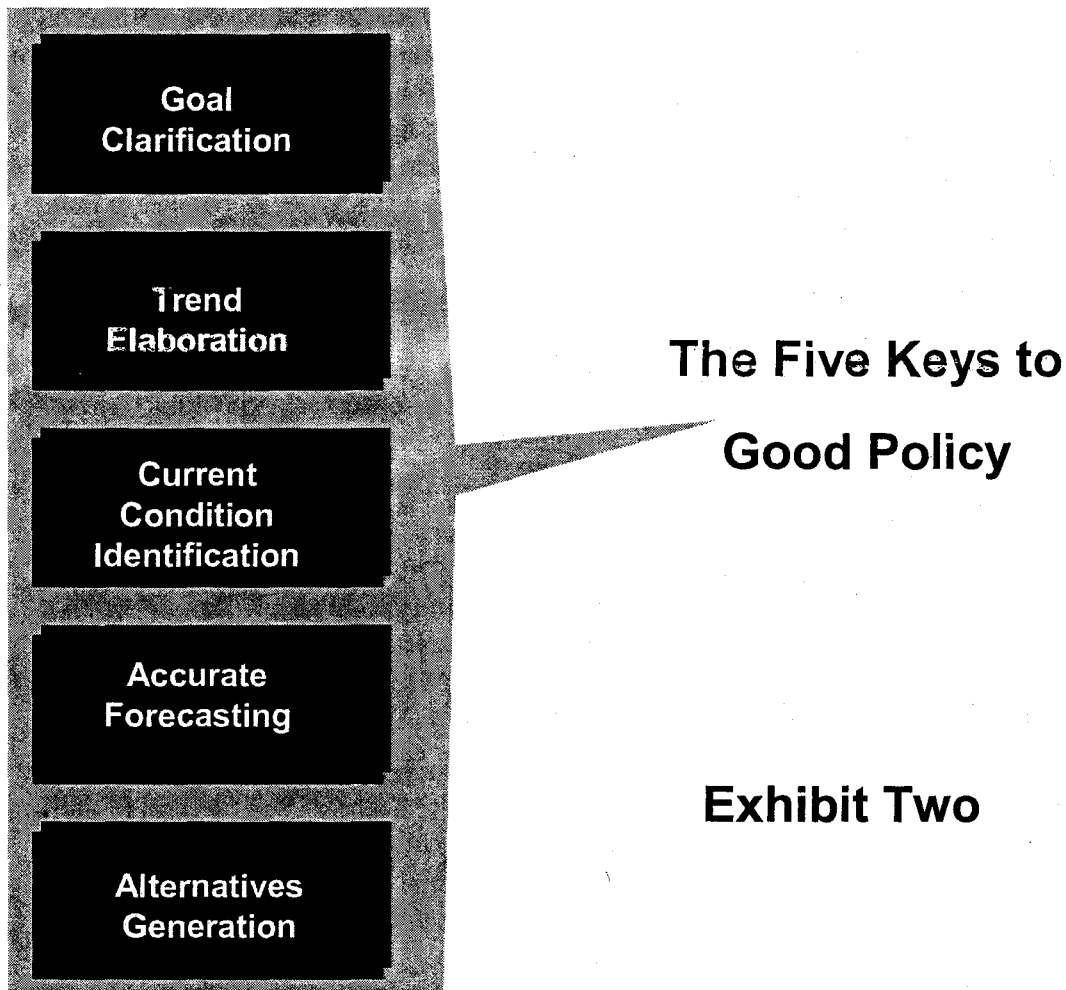 Goal
Clarification
Trend
Elaboration
Current
Condition
Identification
Accurate
Forecasting
Alternatives
Generation
The Five Keys to
Good Policy
Exhibit Two